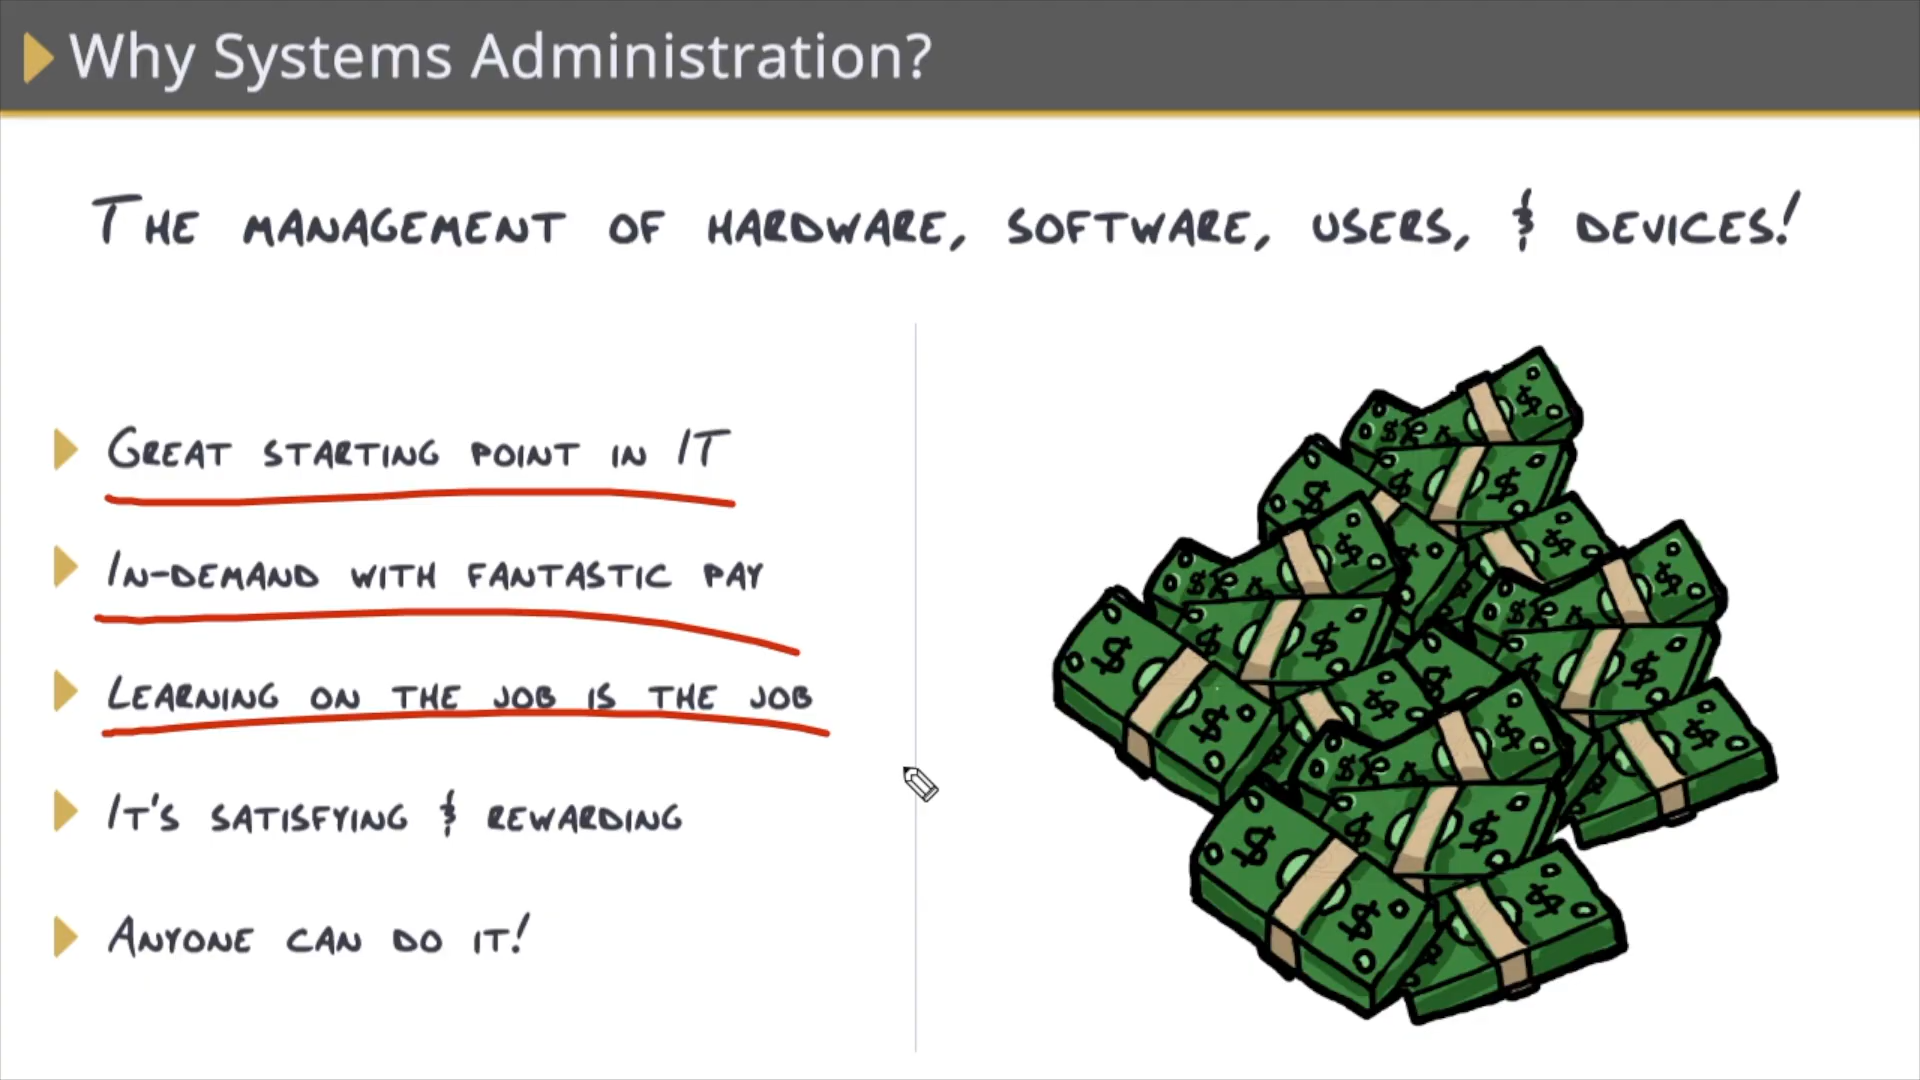 Why Systems Administration?
The management of hardware, software, users, & devices!
Great starting point in IT
In-demand with fantastic pay
Learning on the job is the job
It's satisfying & rewarding
Anyone can do it!